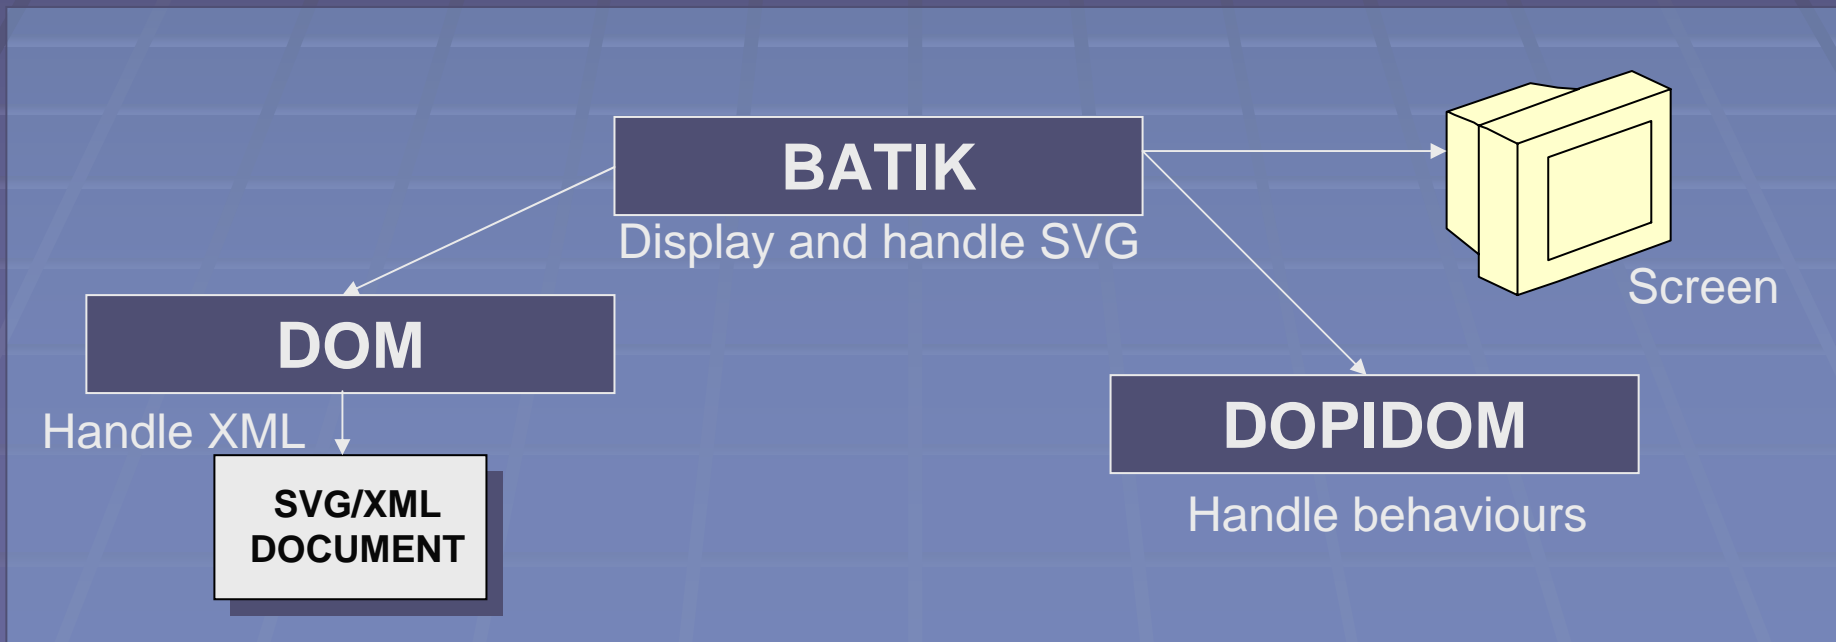 BATIK
Display and handle SVG
Screen
DOM
Handle XML
DOPIDOM
Handle behaviours
SVG/XML
DOCUMENT